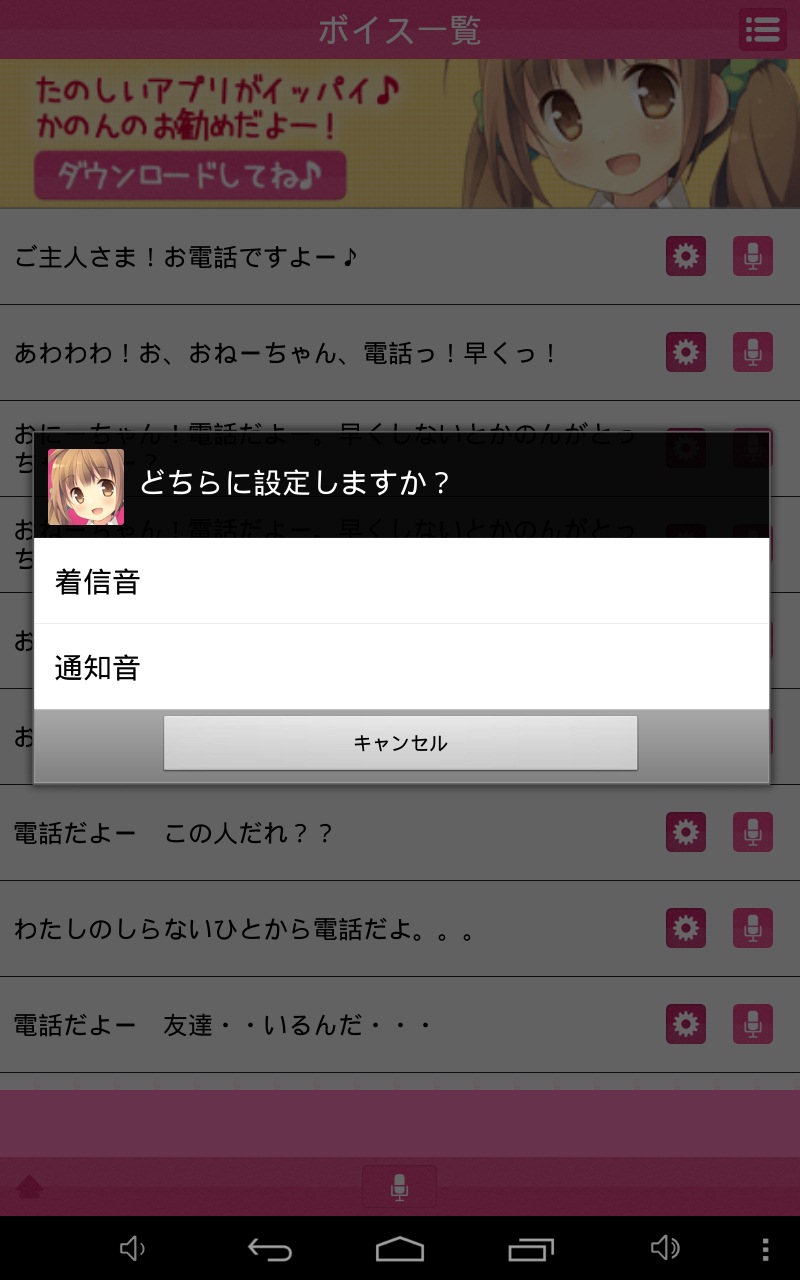 ボイス一覧
たのしいアプリがイッパイ♪
かのんのお勧めだよー！
ダウンロードしてね♪
ご主人さま！お電話ですよー♪
あわわわ！お、おねーちゃん、電話っ！早くっ！
おにーちゃん！電話だよー。早くしないとかのんがとっ
ち
？
どちらに設定しますか？
おねーちゃん！電話だよー、早くしないとかのんがとっ
ち
着信音
お
通知音
お
キャンセル
電話だよー　この人だれ？？
わたしのしらないひとから電話だよ。。。
電話だよー　友達・・いるんだ・・・